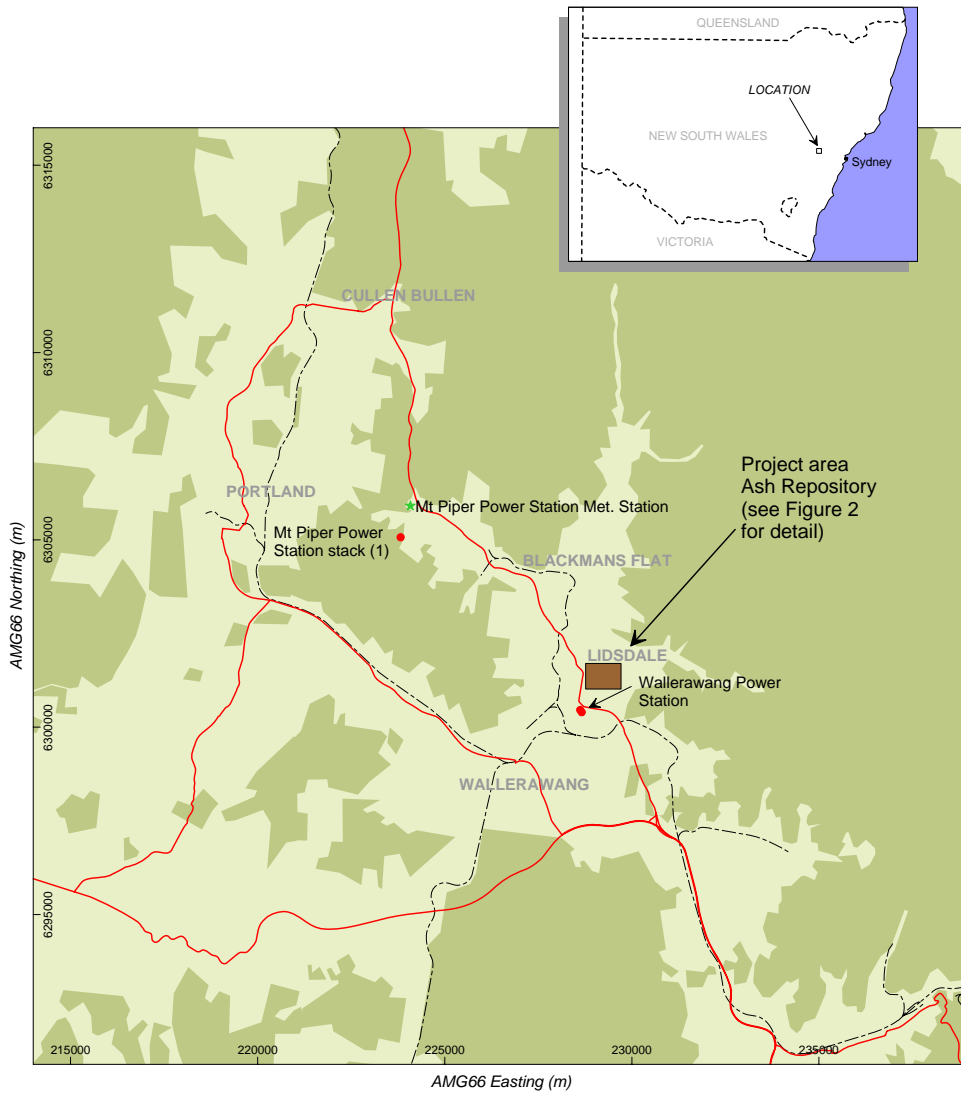 QUEENSLAND
LOCATION
NEW SOUTH WALES
Sydney
VICTORIA
6315000
CULLEN BULLEN
6310000
Project area
Ash Repository
(see Figure 2
for detail)
PORTLAND
Mt Piper Power Station Met. Station
Mt Piper Power
Station stack (1)
6305000
BLACKMANS FLAT
AMG66 Northing (m)
LIDSDALE
Wallerawang Power
Station
6300000
WALLERAWANG
6295000
215000
220000
225000
230000
235000
AMG66 Easting (m)